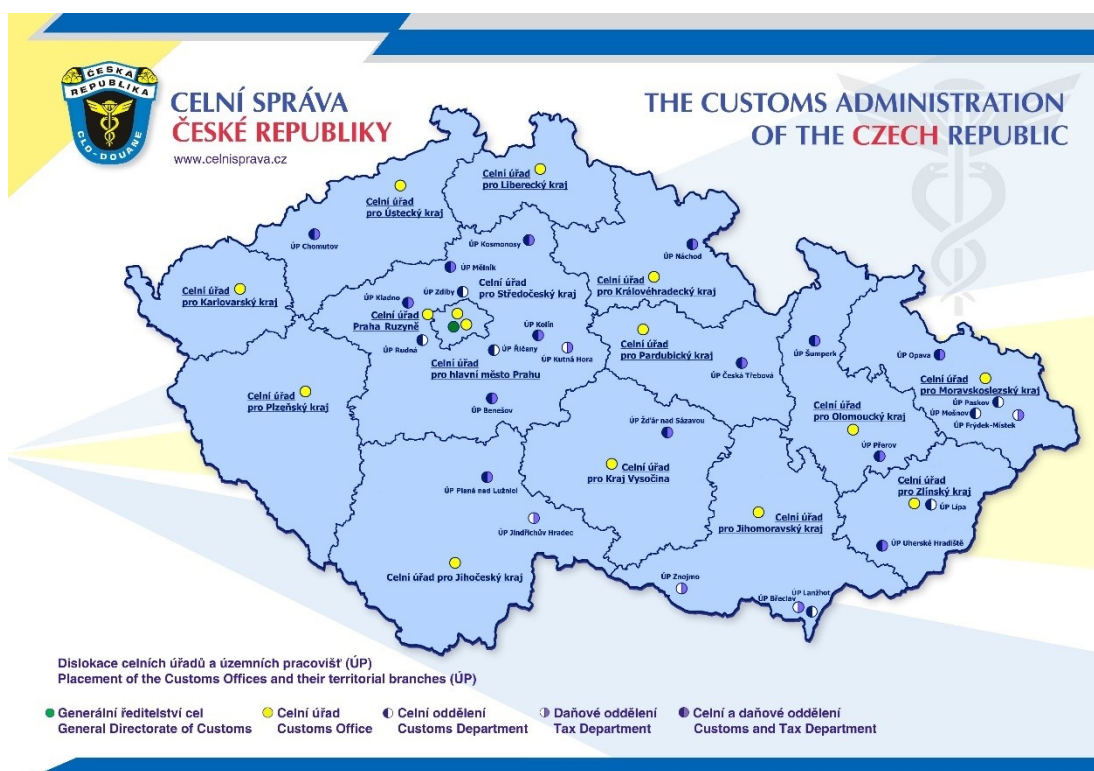 ČESKÁ
REPUBLIKA
CLO-DOUANE
CELNÍ SPRÁVA
ČESKÉ REPUBLIKY
www.celnisprava.cz
THE CUSTOMS ADMINISTRATION
OF THE CZECH REPUBLIC
Celní úřad
pro Liberecký kraj
Celní úřad
pro Ústecký kraj
ÚP Chomutov
ÚP Kosmonosy
ÚP Náchod
ÚP Mělník
Celní úřad
pro Karlovarský kraj
ÚP Zdiby
Celní úřad
pro Středočeský kraj
Celní úřad
pro Královéhradecký kraj
ÚP Kladno
Celní úřad
Praha Ruzyně
ÚP Kolín
ÚP Rudná
ÚP Říčany
ÚP Kutná Hora
Celní úřad
pro hlavní město Prahu
Celní úřad
pro Pardubický kraj
ÚP Česká Třebová
ÚP Šumperk
ÚP Opava
Celní úřad
pro Moravskoslezský kraj
ÚP Paskov
ÚP Mošnov
ÚP Frýdek-Místek
Celní úřad
pro Plzeňský kraj
ÚP Benešov
ÚP Žďár nad Sázavou
Celní úřad
pro Olomoucký kraj
ÚP Přerov
Celní úřad
pro Kraj Vysočina
Celní úřad
pro Zlínský kraj
ÚP Lípa
ÚP Planá nad Lužnicí
ÚP Jindřichův Hradec
Celní úřad
pro Jihomoravský kraj
ÚP Uherské Hradiště
Celní úřad pro Jihočeský kraj
ÚP Znojmo
ÚP Břeclav
ÚP Lanžhot
Dislokace celních úřadů a územních pracovišť (ÚP)
Placement of the Customs Offices and their territorial branches (ÚP)
Generální ředitelství cel
General Directorate of Customs
Celní úřad
Customs Office
Celní oddělení
Customs Department
Daňové oddělení
Tax Department
Celní a daňové oddělení
Customs and Tax Department